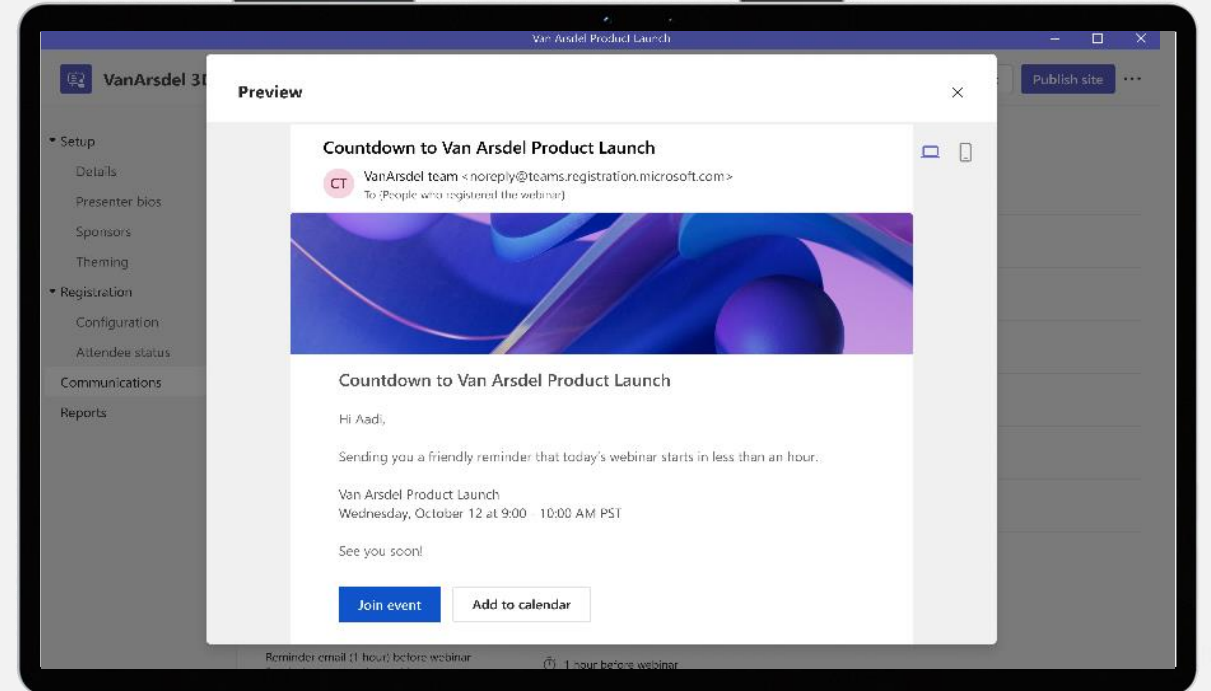 Van Arsdel Product Launch
VanArsdel 3D
Publish site
Preview
Setup
Details
Presenter bios
Sponsors
Theming
Registration
Configuration
Attendee status
Communications
Reports
Countdown to Van Arsdel Product Launch
CT
VanArsdel team <noreply@teams.registration.microsoft.com>
To {People who registered the webinar}
Countdown to Van Arsdel Product Launch
Hi Aadi,
Sending you a friendly reminder that today's webinar starts in less than an hour.
Van Arsdel Product Launch
Wednesday, October 12 at 9:00 - 10:00 AM PST
See you soon!
Join event
Add to calendar
Reminder email (1 hour) before webinar
1 hour before webinar